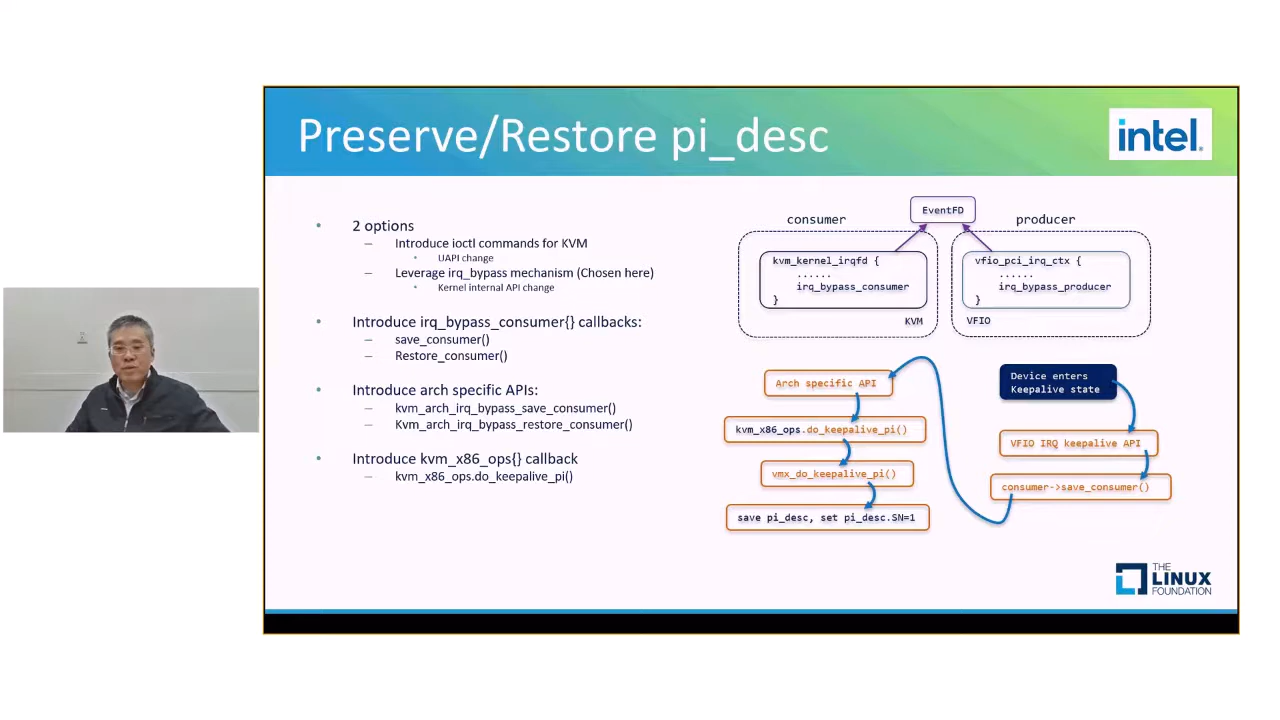 Preserve/Restore pi_desc
intel.
• 2 options
– Introduce ioctl commands for KVM
• UAPI change
– Leverage irq_bypass mechanism (Chosen here)
• Kernel internal API change
• Introduce irq_bypass_consumer{} callbacks:
– save_consumer()
– Restore_consumer()
• Introduce arch specific APIs:
– kvm_arch_irq_bypass_save_consumer()
– Kvm_arch_irq_bypass_restore_consumer()
• Introduce kvm_x86_ops{} callback
– kvm_x86_ops.do_keepalive_pi()
EventFD
consumer
producer
kvm_kernel_irqfd {
......
irq_bypass_consumer
}
KVM
vfio_pci_irq_ctx {
......
irq_bypass_producer
}
VFIO
Arch specific API
kvm_x86_ops.do_keepalive_pi()
vmx_do_keepalive_pi()
save pi_desc, set pi_desc.SN=1
Device enters
Keepalive state
VFIO IRQ keepalive API
consumer->save_consumer()
THE
LINUX
FOUNDATION